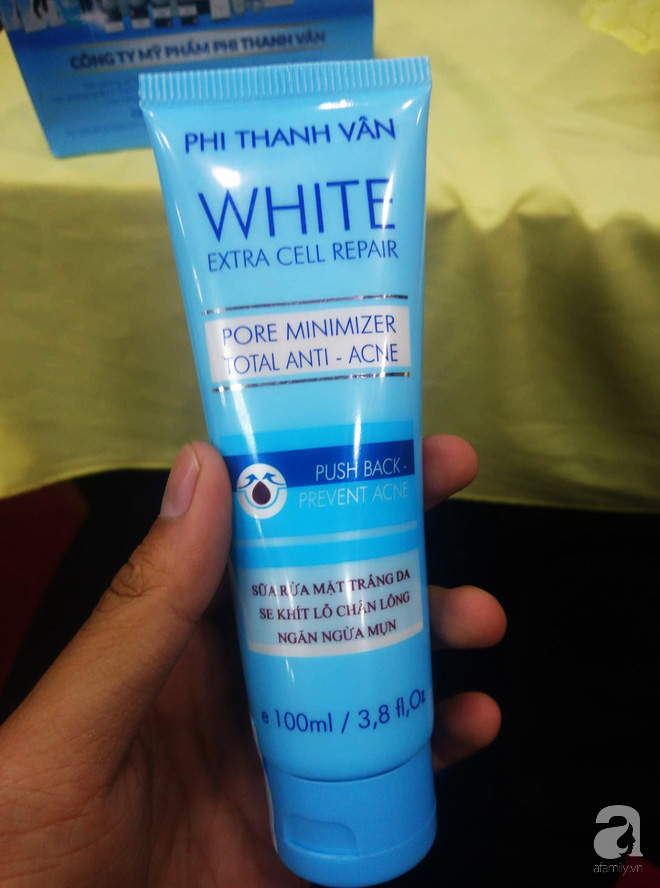 CÔNG TY MỸ PHẨM PHI THANH VÂN
PHI THANH VÂN
WHITE
EXTRA CELL REPAIR
PORE MINIMIZER
TOTAL ANTI - ACNE
PUSH BACK -
PREVENT ACNE
SỮA RỬA MẶT TRẮNG DA
SE KHÍT LỖ CHÂN LÔNG
NGĂN NGỪA MỤN
e 100ml / 3,8 fl,Oz
a
afamily.vn